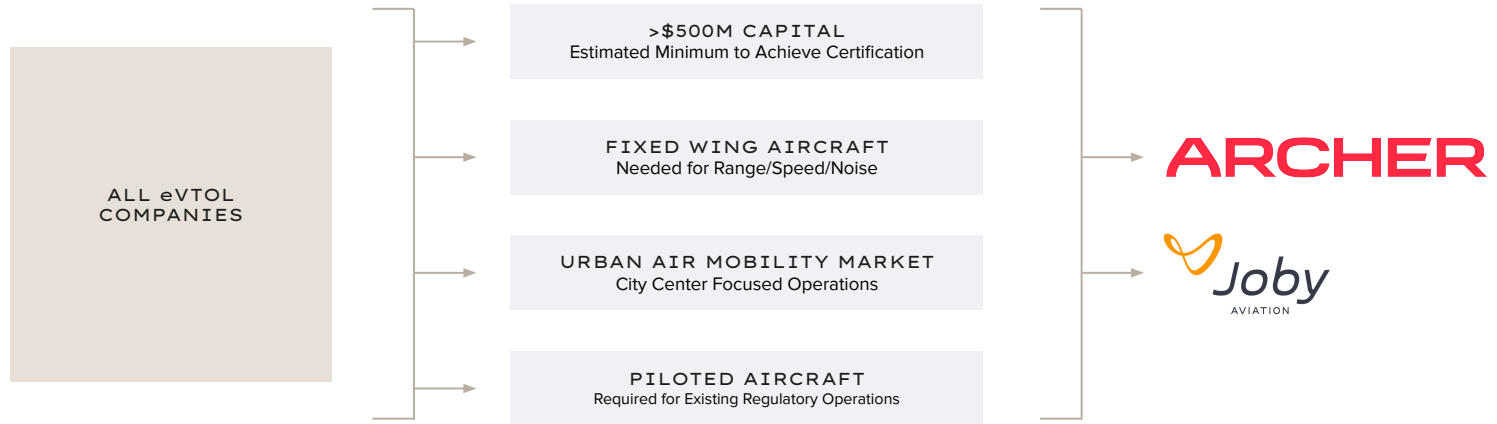 ALL eVTOL
COMPANIES
>$500M CAPITAL
Estimated Minimum to Achieve Certification
FIXED WING AIRCRAFT
Needed for Range/Speed/Noise
URBAN AIR MOBILITY MARKET
City Center Focused Operations
PILOTED AIRCRAFT
Required for Existing Regulatory Operations
ARCHER
Joby
AVIATION